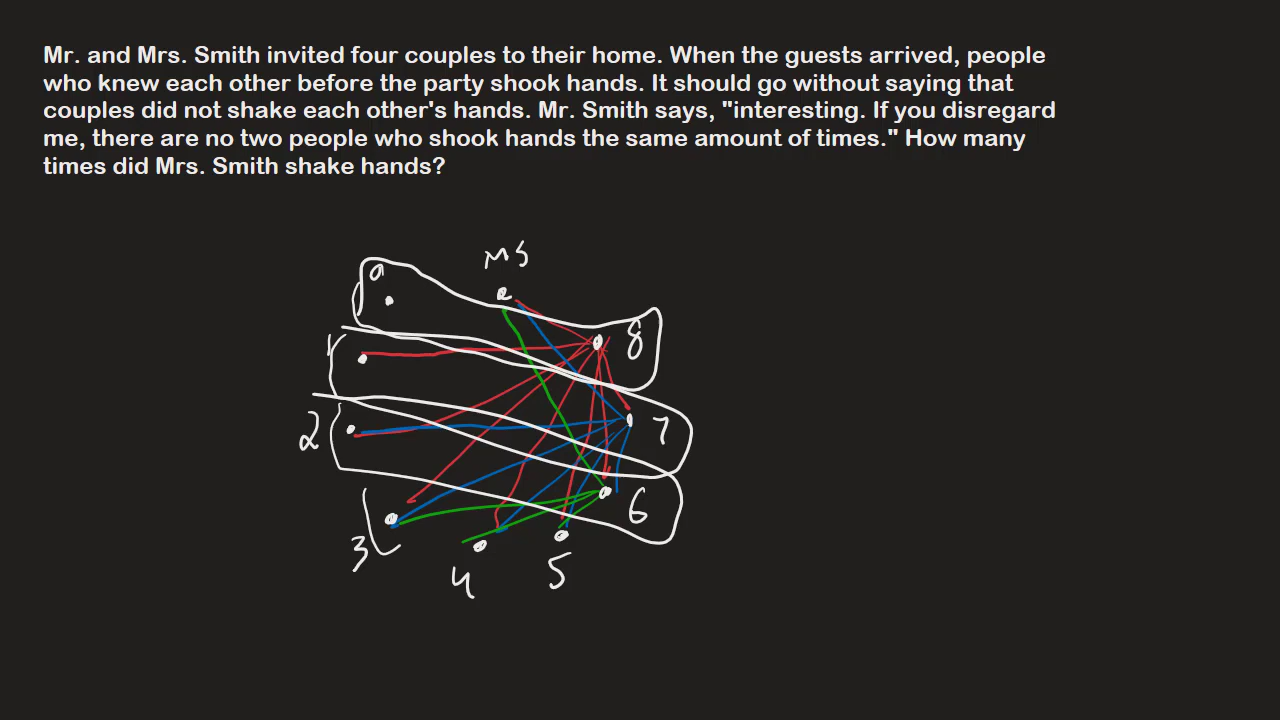 Mr. and Mrs. Smith invited four couples to their home. When the guests arrived, people
who knew each other before the party shook hands. It should go without saying that
couples did not shake each other's hands. Mr. Smith says, "interesting. If you disregard
me, there are no two people who shook hands the same amount of times." How many
times did Mrs. Smith shake hands?
MS
0
8
1
7
2
6
3
4
5